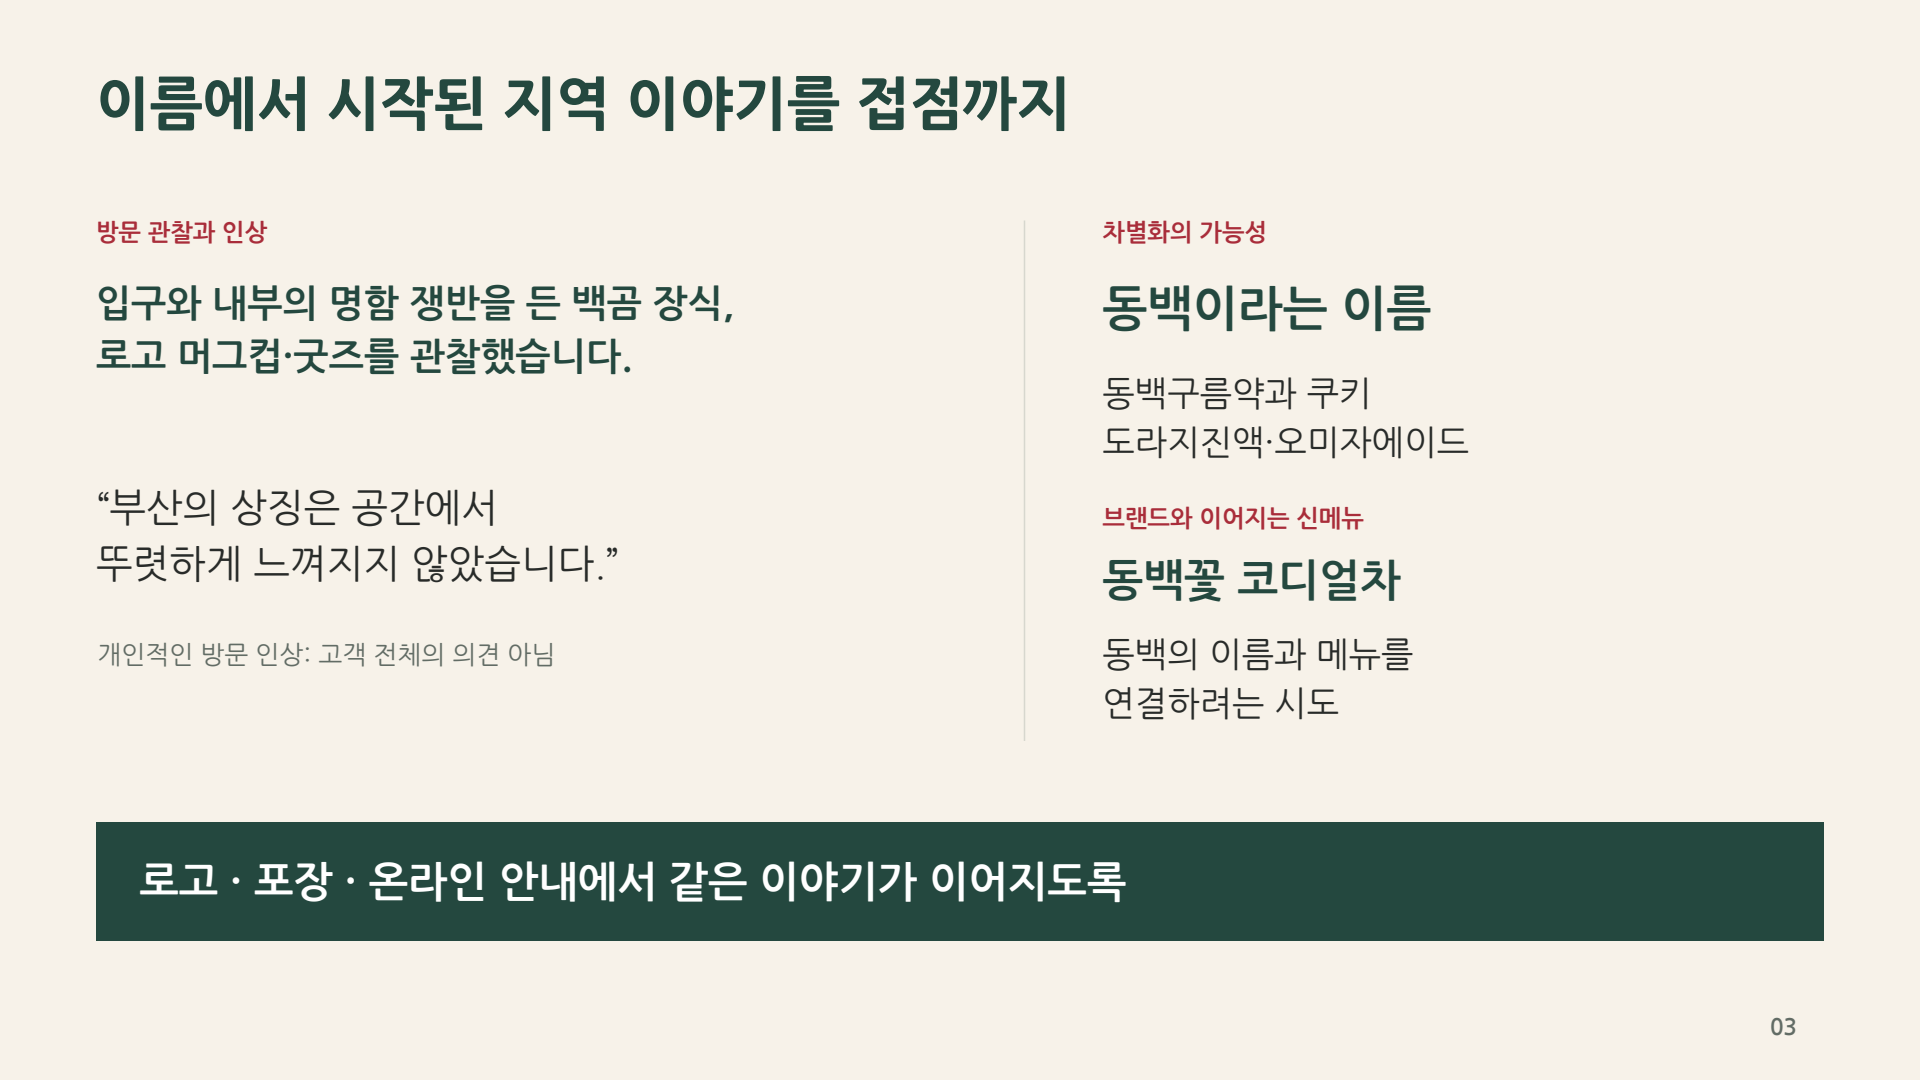 이름에서 시작된 지역 이야기를 접점까지
방문 관찰과 인상
입구와 내부의 명함 쟁반을 든 백곰 장식,
로고 머그컵·굿즈를 관찰했습니다.
“부산의 상징은 공간에서
뚜렷하게 느껴지지 않았습니다.”
개인적인 방문 인상: 고객 전체의 의견 아님
차별화의 가능성
동백이라는 이름
동백구름약과 쿠키
도라지진액·오미자에이드
브랜드와 이어지는 신메뉴
동백꽃 코디얼차
동백의 이름과 메뉴를
연결하려는 시도
로고 · 포장 · 온라인 안내에서 같은 이야기가 이어지도록
03